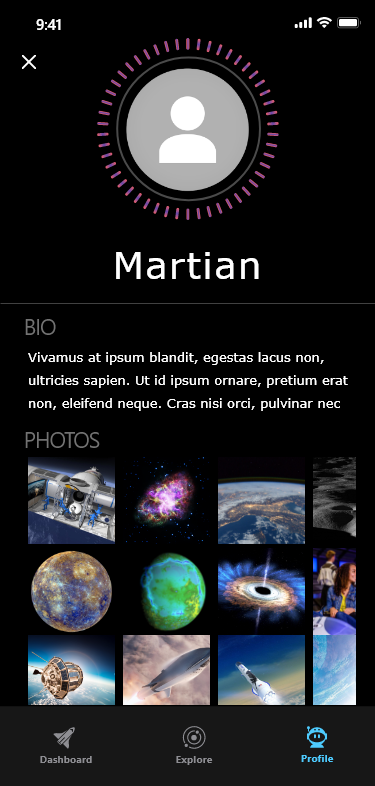 9:41
Martian
BIO
Vivamus at ipsum blandit, egestas lacus non,
ultricies sapien. Ut id ipsum ornare, pretium erat
non, eleifend neque. Cras nisi orci, pulvinar nec
PHOTOS
Dashboard Explore Profile